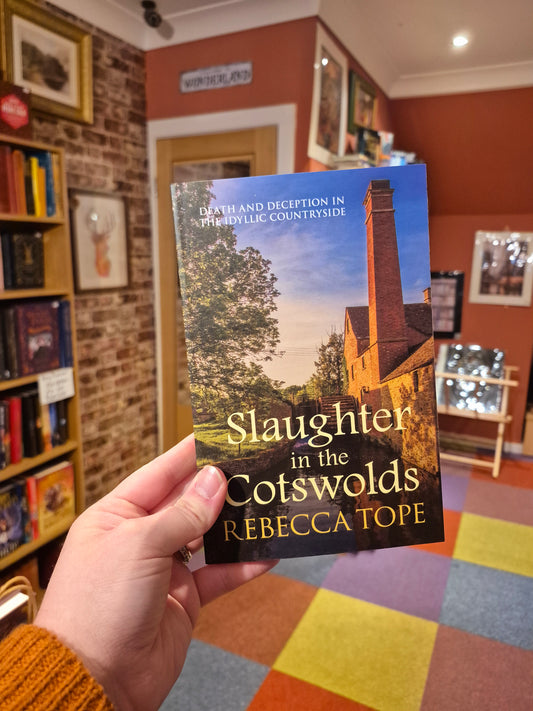 WONDERLAND
DEATH AND DECEPTION IN
THE IDYLLIC COUNTRYSIDE
Slaughter
in the
Cotswolds
REBECCA TOPE